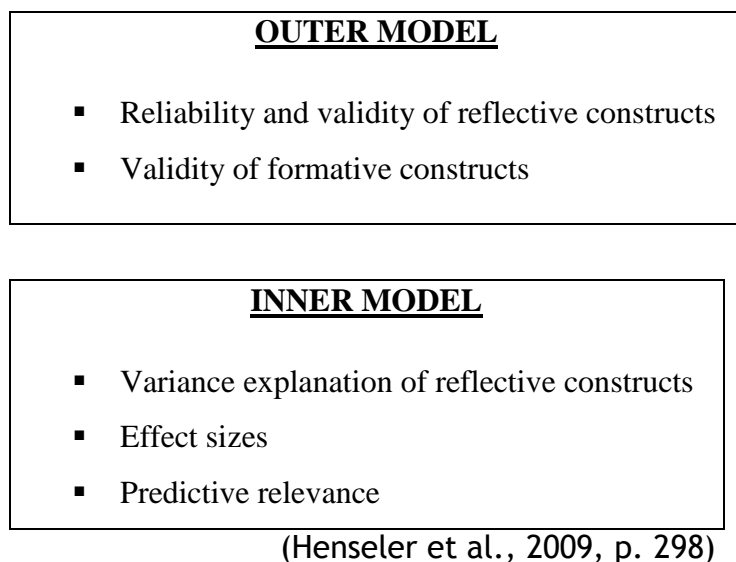 OUTER MODEL
▪ Reliability and validity of reflective constructs
▪ Validity of formative constructs
INNER MODEL
▪ Variance explanation of reflective constructs
▪ Effect sizes
▪ Predictive relevance
(Henseler et al., 2009, p. 298)